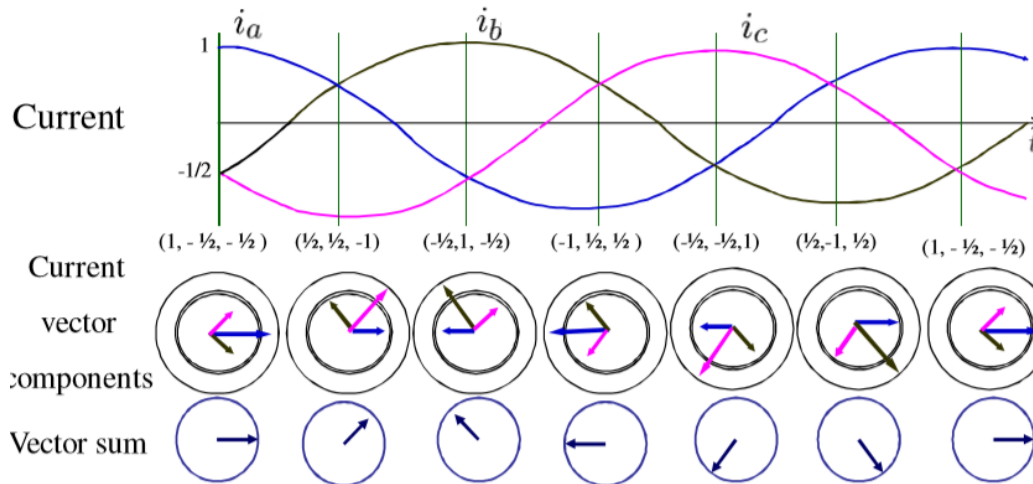 i_a i_b i_c
1
Current
t
-1/2
(1, - ½, - ½ ) (½, ½, -1) (-½,1, -½) (-1, ½, ½ ) (-½, -½,1) (½,-1, ½) (1, - ½, - ½)
Current
vector
components
Vector sum